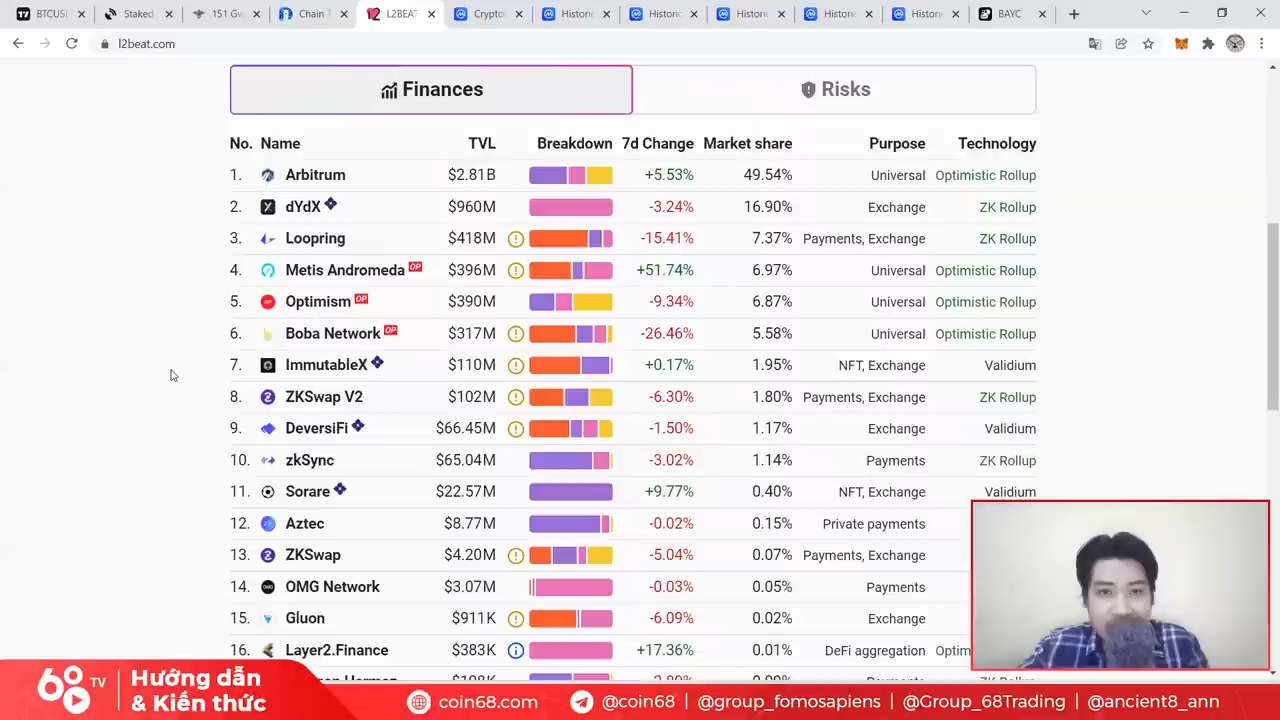 BTCUS
Staked
151 Gw
Chain
L2BEAT
Crypto
Historic
Historic
Historic
Historic
Historic
BAYC
l2beat.com
Finances
Risks
No. Name TVL Breakdown 7d Change Market share Purpose Technology
1. Arbitrum $2.81B +5.53% 49.54% Universal Optimistic Rollup
2. dYdX $960M -3.24% 16.90% Exchange ZK Rollup
3. Loopring $418M -15.41% 7.37% Payments, Exchange ZK Rollup
4. Metis Andromeda OP $396M +51.74% 6.97% Universal Optimistic Rollup
5. Optimism OP $390M -9.34% 6.87% Universal Optimistic Rollup
6. Boba Network OP $317M -26.46% 5.58% Universal Optimistic Rollup
7. ImmutableX $110M +0.17% 1.95% NFT, Exchange Validium
8. ZKSwap V2 $102M -6.30% 1.80% Payments, Exchange ZK Rollup
9. DeversiFi $66.45M -1.50% 1.17% Exchange Validium
10. zkSync $65.04M -3.02% 1.14% Payments ZK Rollup
11. Sorare $22.57M +9.77% 0.40% NFT, Exchange Validium
12. Aztec $8.77M -0.02% 0.15% Private payments
13. ZKSwap $4.20M -5.04% 0.07% Payments, Exchange
14. OMG Network $3.07M -0.03% 0.05% Payments
15. Gluon $911K -6.09% 0.02% Exchange
16. Layer2.Finance $383K +17.36% 0.01% DeFi aggregation Optim
68 TV
Hướng dẫn
& Kiến thức
coin68.com @coin68 | @group_fomosapiens | @Group_68Trading | @ancient8_ann